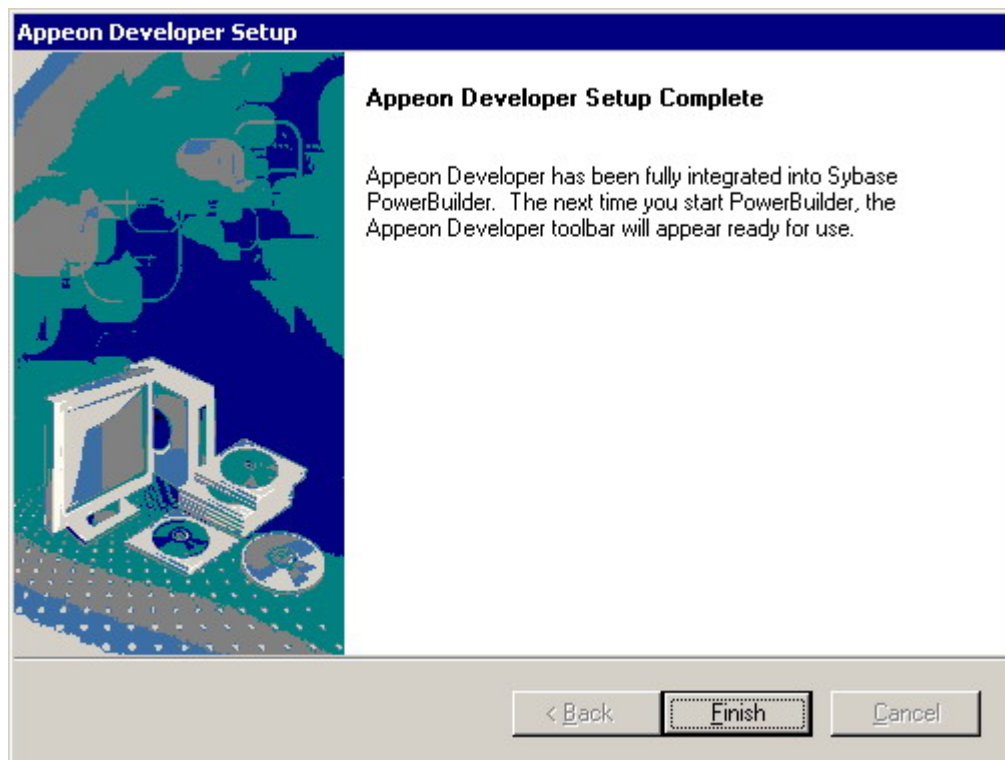 Appeon Developer Setup
Appeon Developer Setup Complete
Appeon Developer has been fully integrated into Sybase
PowerBuilder.  The next time you start PowerBuilder, the
Appeon Developer toolbar will appear ready for use.
< Back
Finish
Cancel